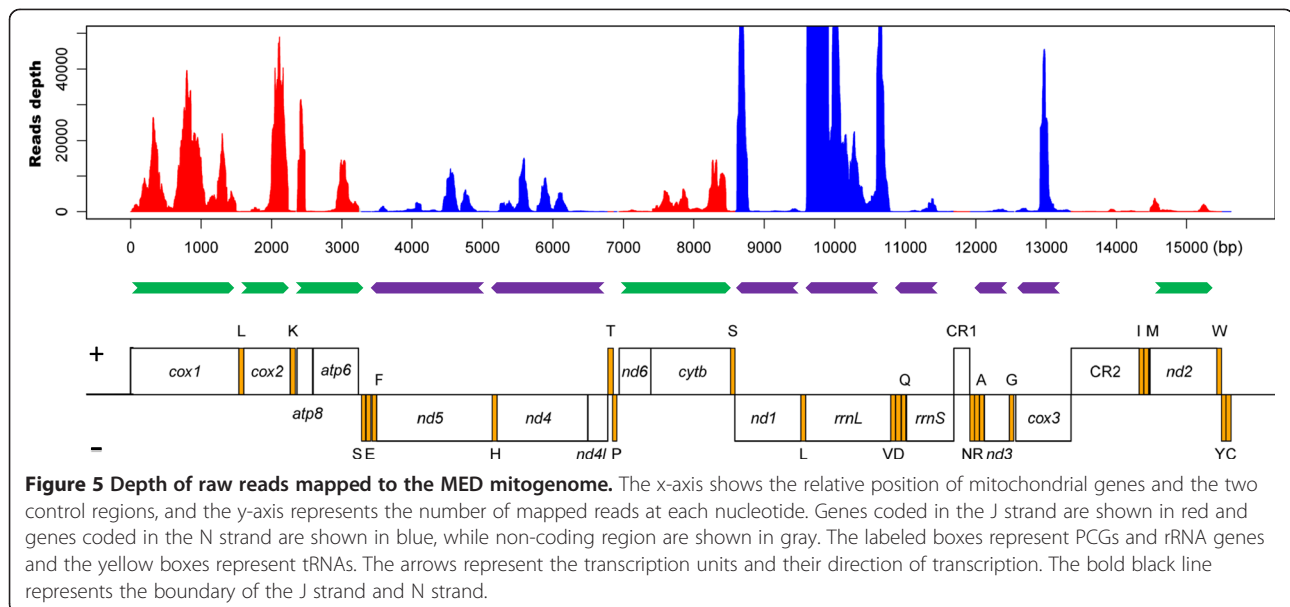 Reads depth
0 20000 40000
0 1000 2000 3000 4000 5000 6000 7000 8000 9000 10000 11000 12000 13000 14000 15000 (bp)
L K T S CR1 I M W
+ cox1 cox2 atp6 F nd6 cytb Q A G CR2 nd2
- atp8 nd5 nd4 nd1 rrnL rrnS cox3
S E H nd4l P L VD NR nd3 YC
Figure 5 Depth of raw reads mapped to the MED mitogenome. The x-axis shows the relative position of mitochondrial genes and the two
control regions, and the y-axis represents the number of mapped reads at each nucleotide. Genes coded in the J strand are shown in red and
genes coded in the N strand are shown in blue, while non-coding region are shown in gray. The labeled boxes represent PCGs and rRNA genes
and the yellow boxes represent tRNAs. The arrows represent the transcription units and their direction of transcription. The bold black line
represents the boundary of the J strand and N strand.